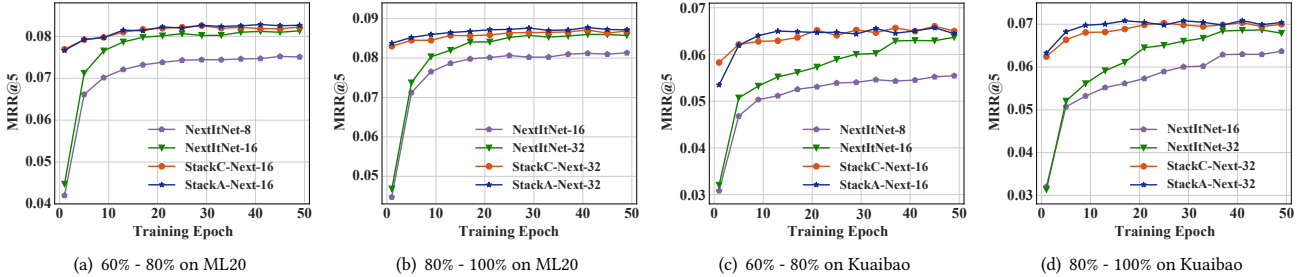 MRR@5
0.08
0.07
0.06
0.05
0.04
NextItNet-8
NextItNet-16
StackC-Next-16
StackA-Next-16
0 10 20 30 40 50
Training Epoch
(a) 60% - 80% on ML20
MRR@5
0.09
0.08
0.07
0.06
0.05
NextItNet-16
NextItNet-32
StackC-Next-32
StackA-Next-32
0 10 20 30 40 50
Training Epoch
(b) 80% - 100% on ML20
MRR@5
0.07
0.06
0.05
0.04
0.03
NextItNet-8
NextItNet-16
StackC-Next-16
StackA-Next-16
0 10 20 30 40 50
Training Epoch
(c) 60% - 80% on Kuaibao
MRR@5
0.07
0.06
0.05
0.04
0.03
NextItNet-16
NextItNet-32
StackC-Next-32
StackA-Next-32
0 10 20 30 40 50
Training Epoch
(d) 80% - 100% on Kuaibao